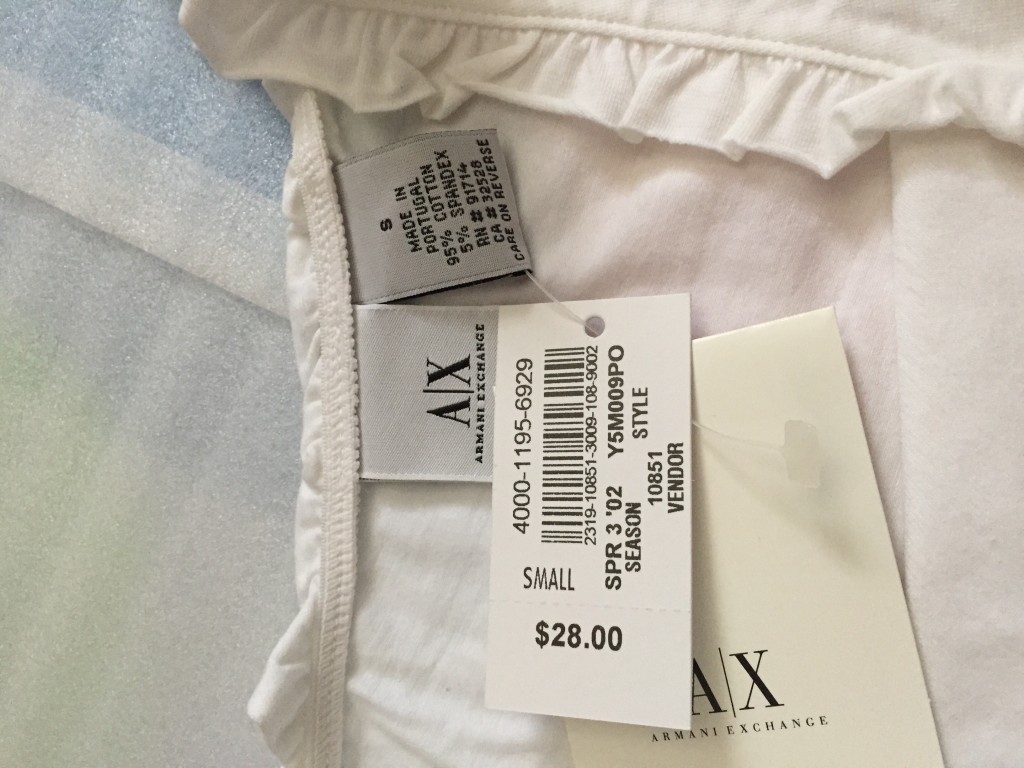 S
MADE IN
PORTUGAL
95% COTTON
5% SPANDEX
RN # 91714
CA # 32526
CARE ON REVERSE
A|X
ARMANI EXCHANGE
4000-1195-6929
2319-10851-3009-108-9002
SPR 3 '02 Y5M009PO
SEASON STYLE
10851
VENDOR
SMALL
$28.00
A|X
ARMANI EXCHANGE